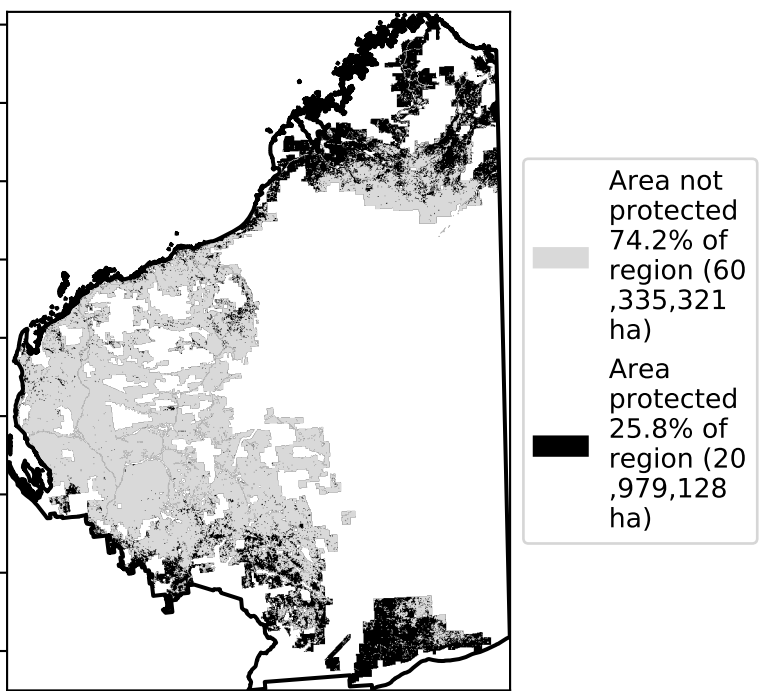 Area not
protected
74.2% of
region (60
,335,321
ha)
Area
protected
25.8% of
region (20
,979,128
ha)